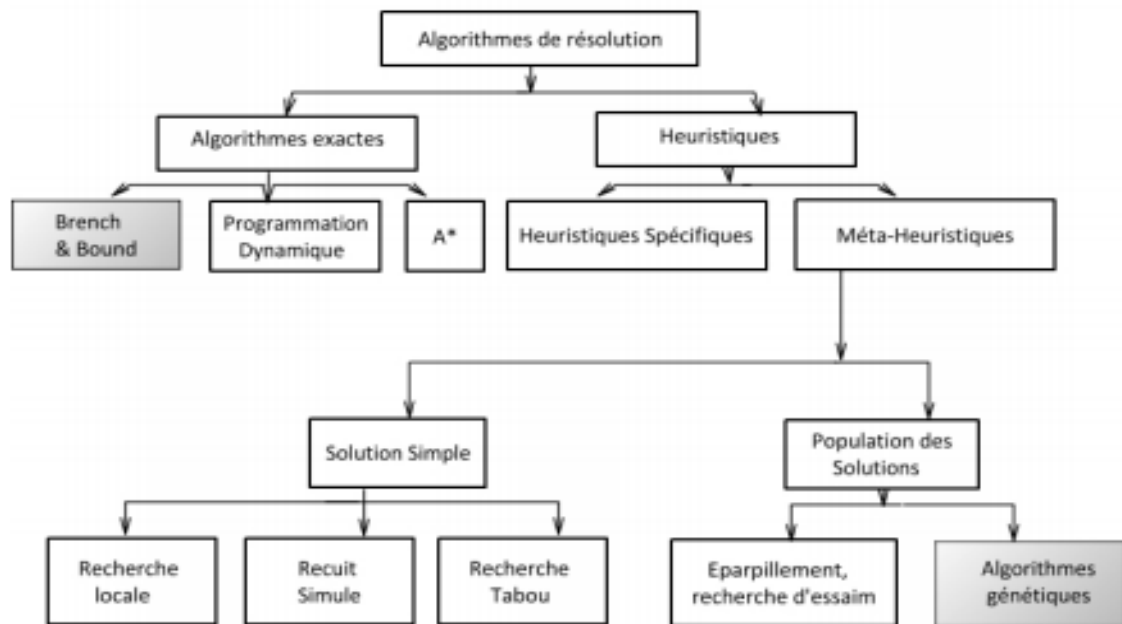 Algorithmes de résolution
Algorithmes exactes
Heuristiques
Brench
& Bound
Programmation
Dynamique
A*
Heuristiques Spécifiques
Méta-Heuristiques
Solution Simple
Population des
Solutions
Recherche
locale
Recuit
Simule
Recherche
Tabou
Eparpillement,
recherche d'essaim
Algorithmes
génétiques